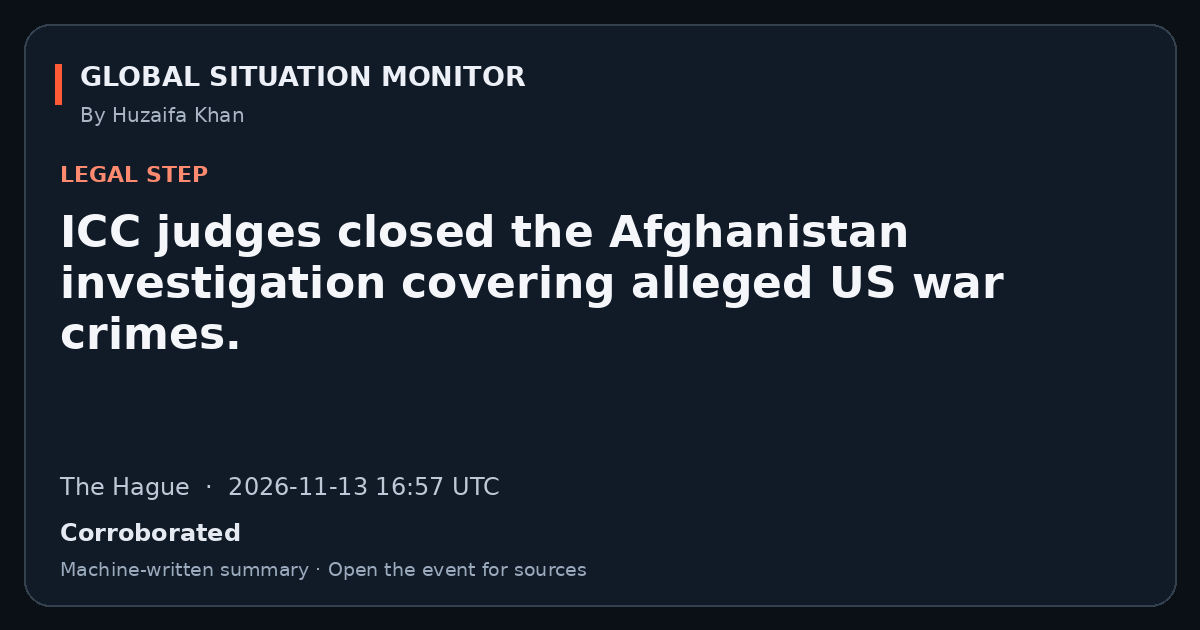 GLOBAL SITUATION MONITOR
By Huzaifa Khan
LEGAL STEP
ICC judges closed the Afghanistan
investigation covering alleged US war
crimes.
The Hague · 2026-11-13 16:57 UTC
Corroborated
Machine-written summary · Open the event for sources